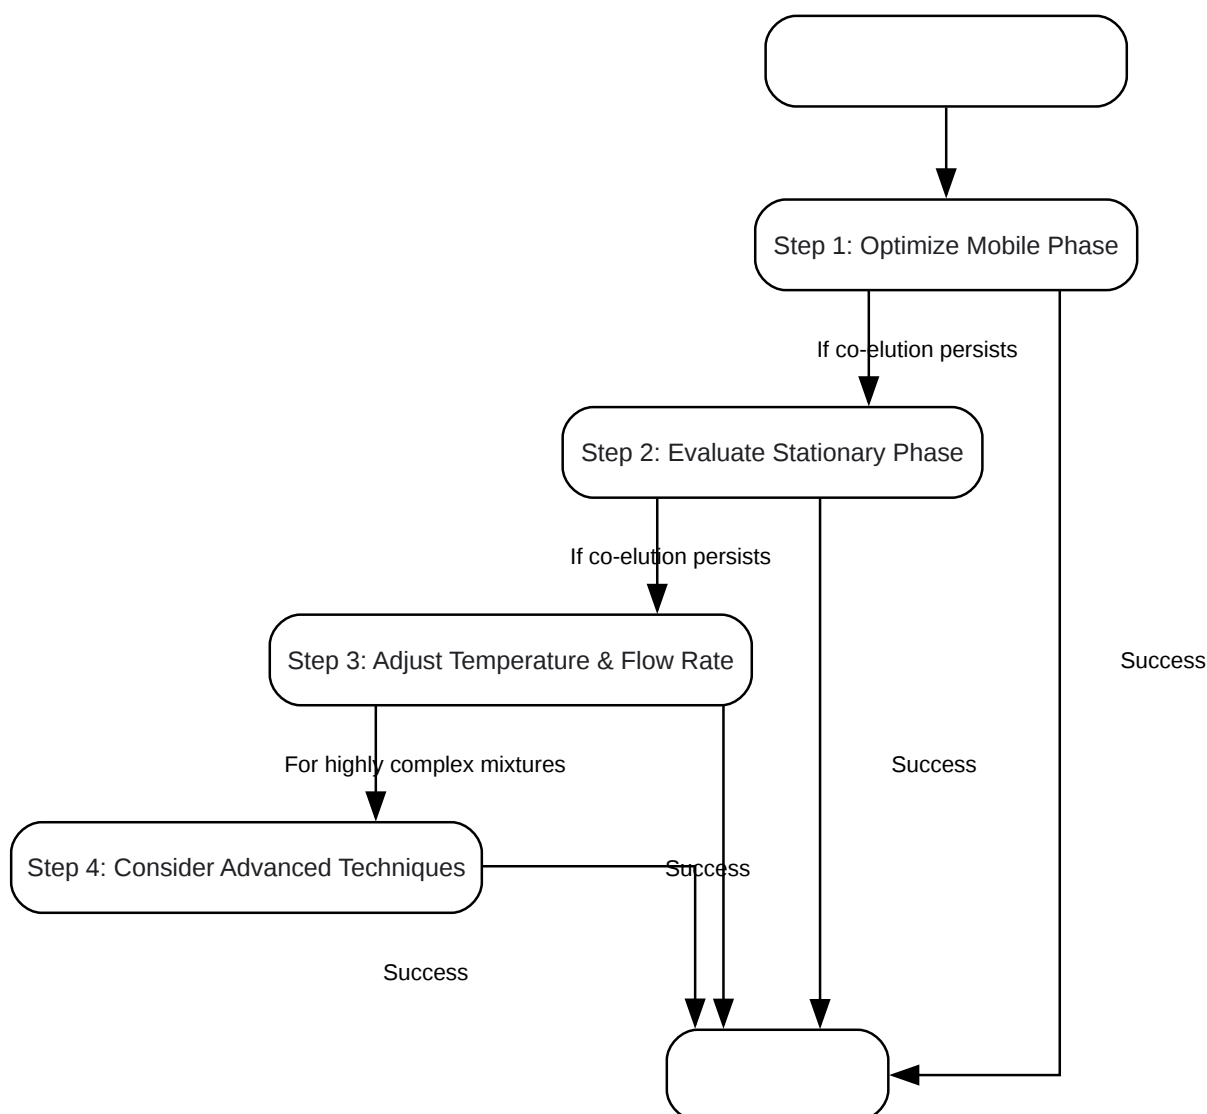 Step 1: Optimize Mobile Phase
If co-elution persists
Step 2: Evaluate Stationary Phase
If co-elution persists
Step 3: Adjust Temperature & Flow Rate
Success
For highly complex mixtures
Success
Step 4: Consider Advanced Techniques
Success
Success